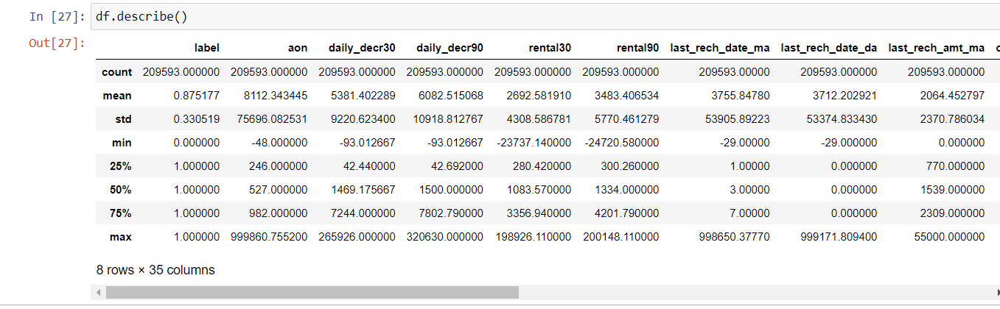 In [27]: df.describe()
Out[27]:
label aon daily_decr30 daily_decr90 rental30 rental90 last_rech_date_ma last_rech_date_da last_rech_amt_ma
count 209593.000000 209593.000000 209593.000000 209593.000000 209593.000000 209593.000000 209593.00000 209593.000000 209593.000000
mean 0.875177 8112.343445 5381.402289 6082.515068 2692.581910 3483.406534 3755.84780 3712.202921 2064.452797
std 0.330519 75696.082531 9220.623400 10918.812767 4308.586781 5770.461279 53905.89223 53374.833430 2370.786034
min 0.000000 -48.000000 -93.012667 -93.012667 -23737.140000 -24720.580000 -29.00000 -29.000000 0.000000
25% 1.000000 246.000000 42.440000 42.692000 280.420000 300.260000 1.00000 0.000000 770.000000
50% 1.000000 527.000000 1469.175667 1500.000000 1083.570000 1334.000000 3.00000 0.000000 1539.000000
75% 1.000000 982.000000 7244.000000 7802.790000 3356.940000 4201.790000 7.00000 0.000000 2309.000000
max 1.000000 999860.755200 265926.000000 320630.000000 198926.110000 200148.110000 998650.37770 999171.809400 55000.000000
8 rows × 35 columns